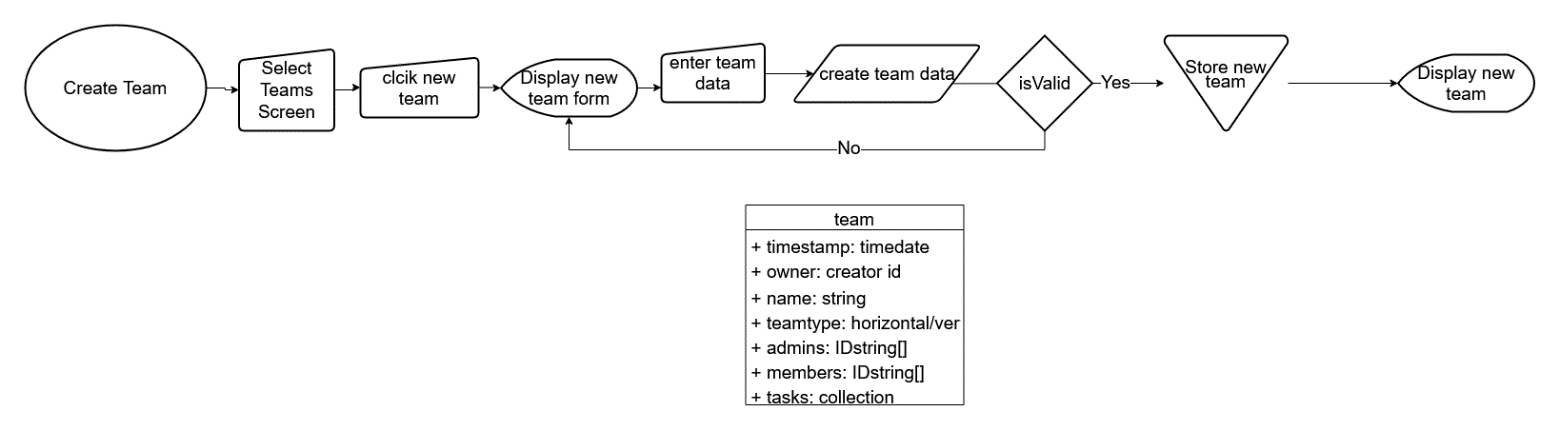 Create Team
Select
Teams
Screen
clcik new
team
Display new
team form
enter team
data
create team data
isValid
Yes
Store new
team
Display new
team
No
team
+ timestamp: timedate
+ owner: creator id
+ name: string
+ teamtype: horizontal/ver
+ admins: IDstring[]
+ members: IDstring[]
+ tasks: collection